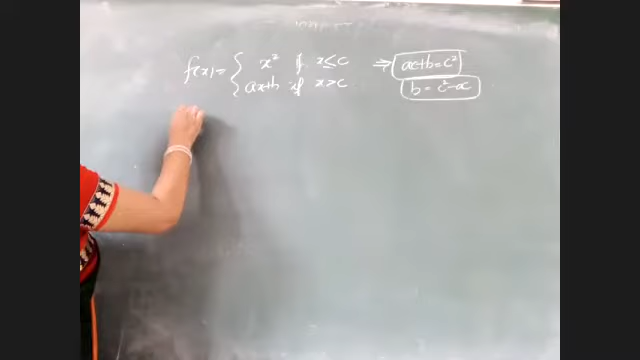 f(x) = { x² if x ≤ c ⇒ ac+b = c²
ax+b if x > c b = c² - ac